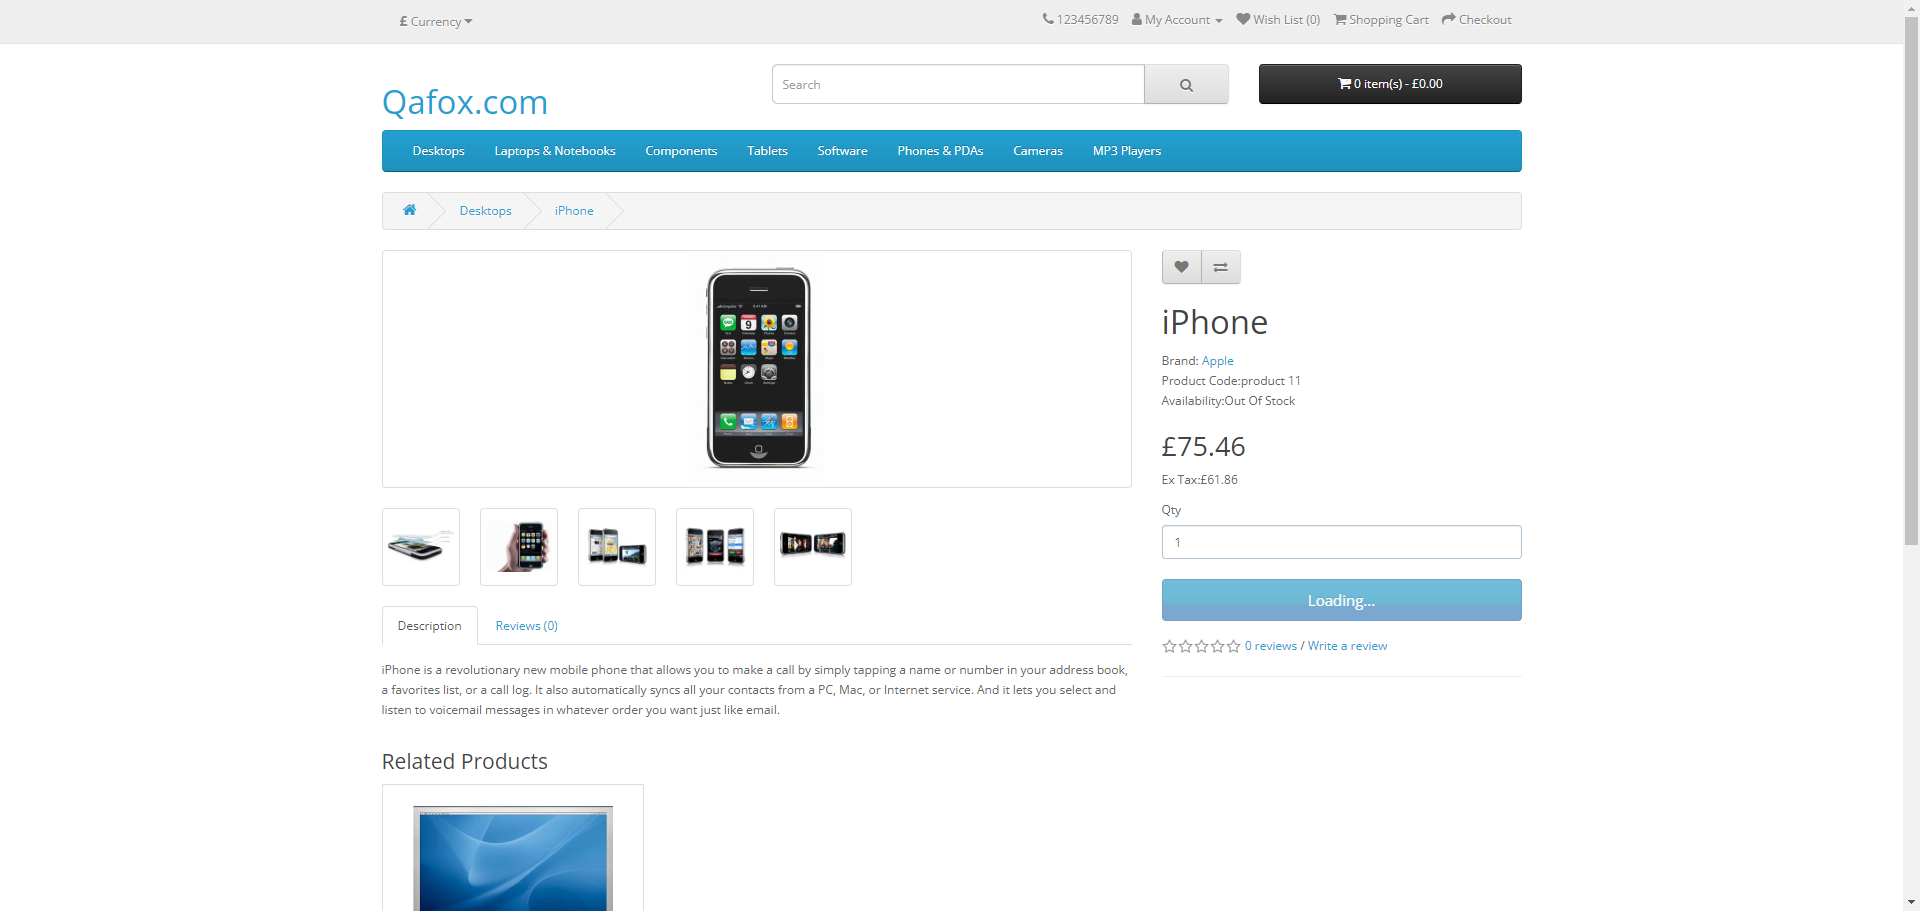 £ Currency
123456789 My Account Wish List (0) Shopping Cart Checkout
Qafox.com
Search
0 item(s) - £0.00
Desktops Laptops & Notebooks Components Tablets Software Phones & PDAs Cameras MP3 Players
Desktops iPhone
iPhone
Brand: Apple
Product Code:product 11
Availability:Out Of Stock
£75.46
Ex Tax:£61.86
Qty
1
Loading...
0 reviews / Write a review
Description Reviews (0)
iPhone is a revolutionary new mobile phone that allows you to make a call by simply tapping a name or number in your address book,
a favorites list, or a call log. It also automatically syncs all your contacts from a PC, Mac, or Internet service. And it lets you select and
listen to voicemail messages in whatever order you want just like email.
Related Products